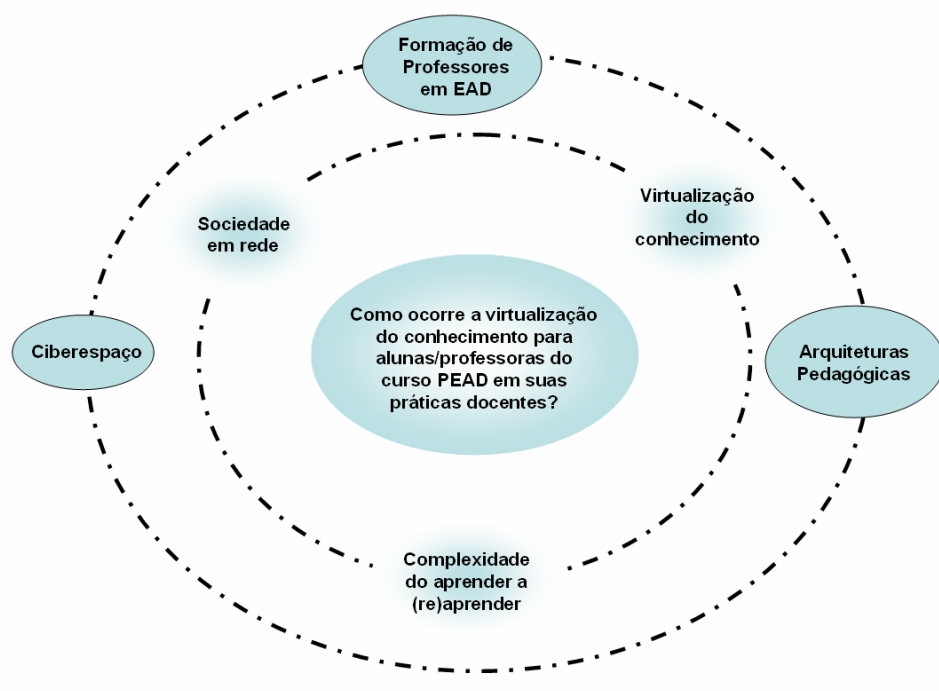 Formação de
Professores
em EAD
Virtualização
do
conhecimento
Sociedade
em rede
Como ocorre a virtualização
do conhecimento para
alunas/professoras do
curso PEAD em suas
práticas docentes?
Ciberespaço
Arquiteturas
Pedagógicas
Complexidade
do aprender a
(re)aprender